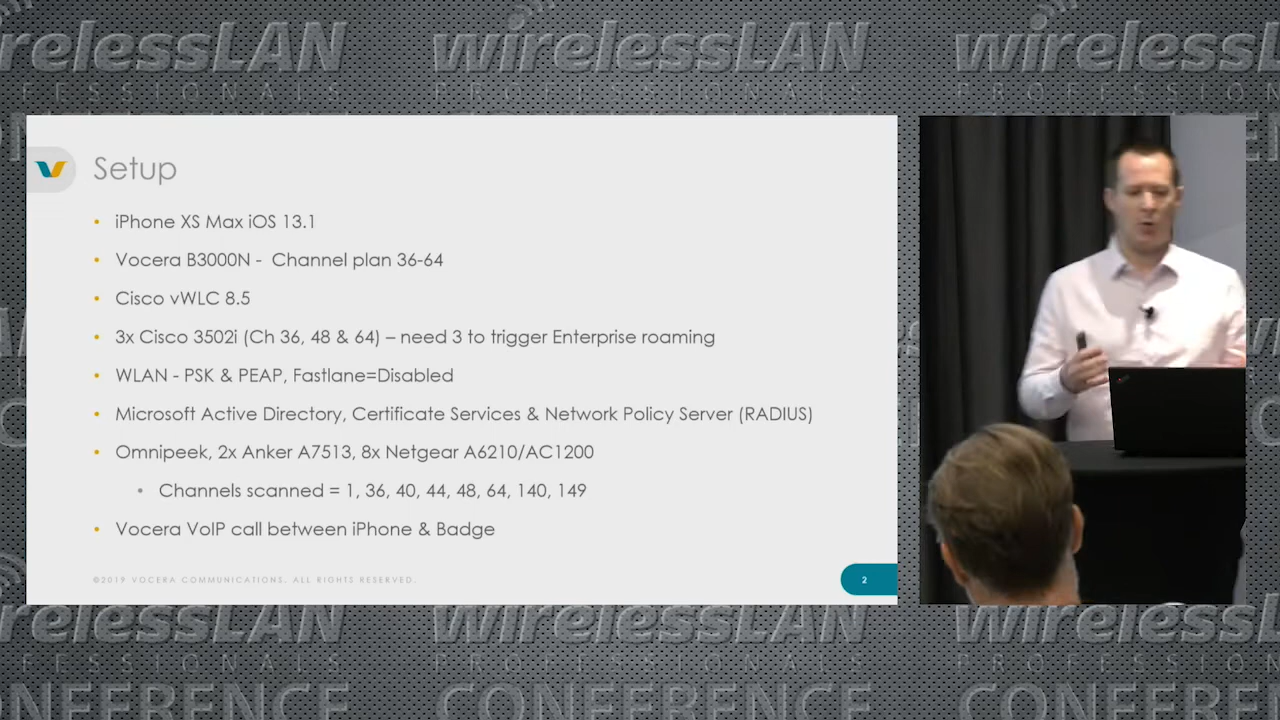 wirelessLAN
PROFESSIONALS
Setup
• iPhone XS Max iOS 13.1
• Vocera B3000N - Channel plan 36-64
• Cisco vWLC 8.5
• 3x Cisco 3502i (Ch 36, 48 & 64) – need 3 to trigger Enterprise roaming
• WLAN - PSK & PEAP, Fastlane=Disabled
• Microsoft Active Directory, Certificate Services & Network Policy Server (RADIUS)
• Omnipeek, 2x Anker A7513, 8x Netgear A6210/AC1200
• Channels scanned = 1, 36, 40, 44, 48, 64, 140, 149
• Vocera VoIP call between iPhone & Badge
©2019 VOCERA COMMUNICATIONS. ALL RIGHTS RESERVED.
2
wirelessLAN
PROFESSIONALS
CONFERENCE